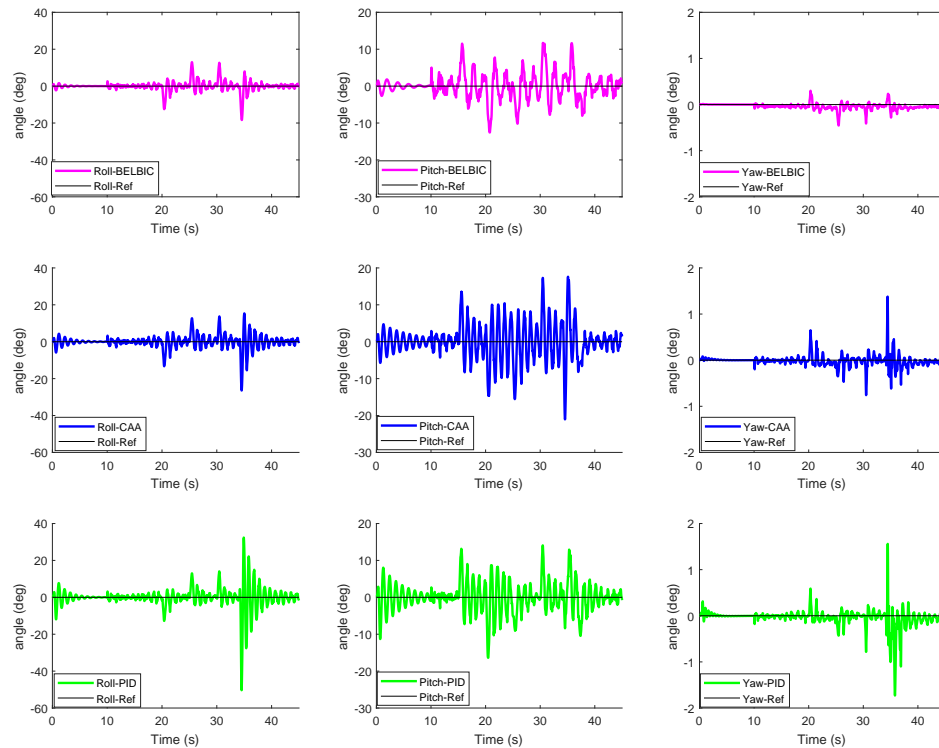 40
20
0
-20
-40
-60
angle (deg)
Roll-BELBIC
Roll-Ref
0 10 20 30 40
Time (s)
20
10
0
-10
-20
-30
angle (deg)
Pitch-BELBIC
Pitch-Ref
0 10 20 30 40
Time (s)
2
1
0
-1
-2
angle (deg)
Yaw-BELBIC
Yaw-Ref
0 10 20 30 40
Time (s)
40
20
0
-20
-40
-60
angle (deg)
Roll-CAA
Roll-Ref
0 10 20 30 40
Time (s)
20
10
0
-10
-20
-30
angle (deg)
Pitch-CAA
Pitch-Ref
0 10 20 30 40
Time (s)
2
1
0
-1
-2
angle (deg)
Yaw-CAA
Yaw-Ref
0 10 20 30 40
Time (s)
40
20
0
-20
-40
-60
angle (deg)
Roll-PID
Roll-Ref
0 10 20 30 40
Time (s)
20
10
0
-10
-20
-30
angle (deg)
Pitch-PID
Pitch-Ref
0 10 20 30 40
Time (s)
2
1
0
-1
-2
angle (deg)
Yaw-PID
Yaw-Ref
0 10 20 30 40
Time (s)